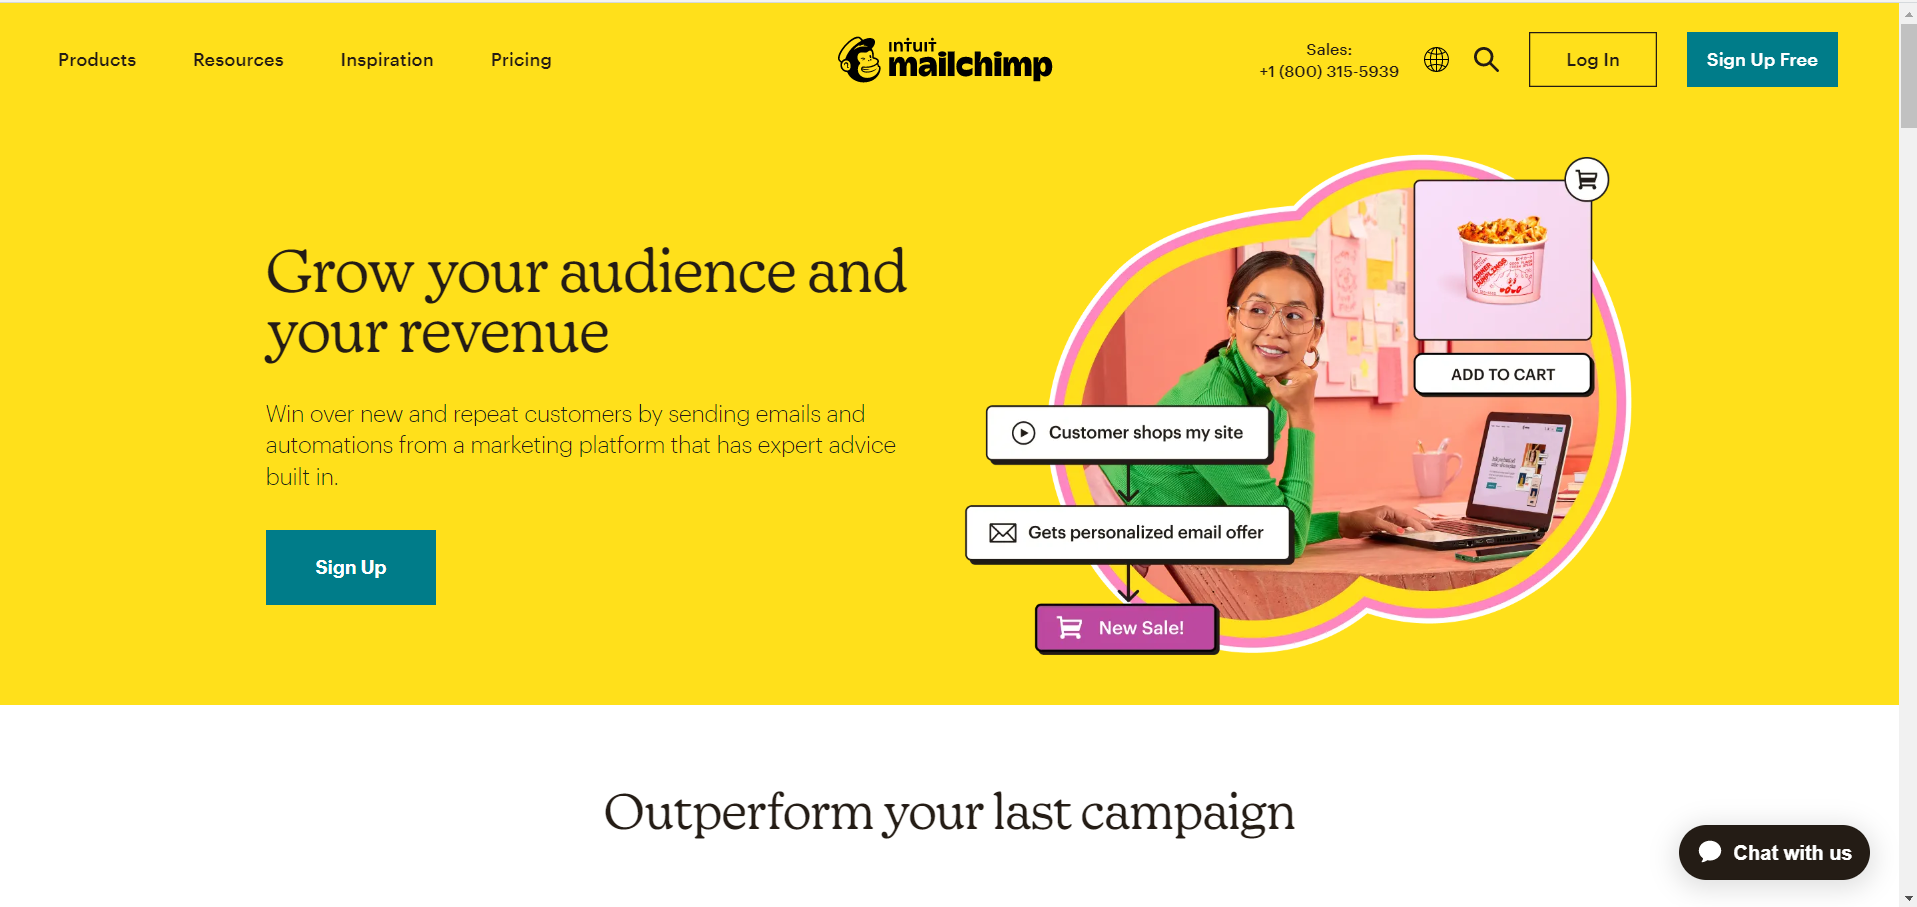 Products
Resources
Inspiration
Pricing
INTUIT
mailchimp
Sales:
+1 (800) 315-5939
Log In
Sign Up Free
Grow your audience and
your revenue
Win over new and repeat customers by sending emails and
automations from a marketing platform that has expert advice
built in.
Sign Up
CORNER
DUMPLINGS
ADD TO CART
Customer shops my site
Gets personalized email offer
New Sale!
Outperform your last campaign
Chat with us